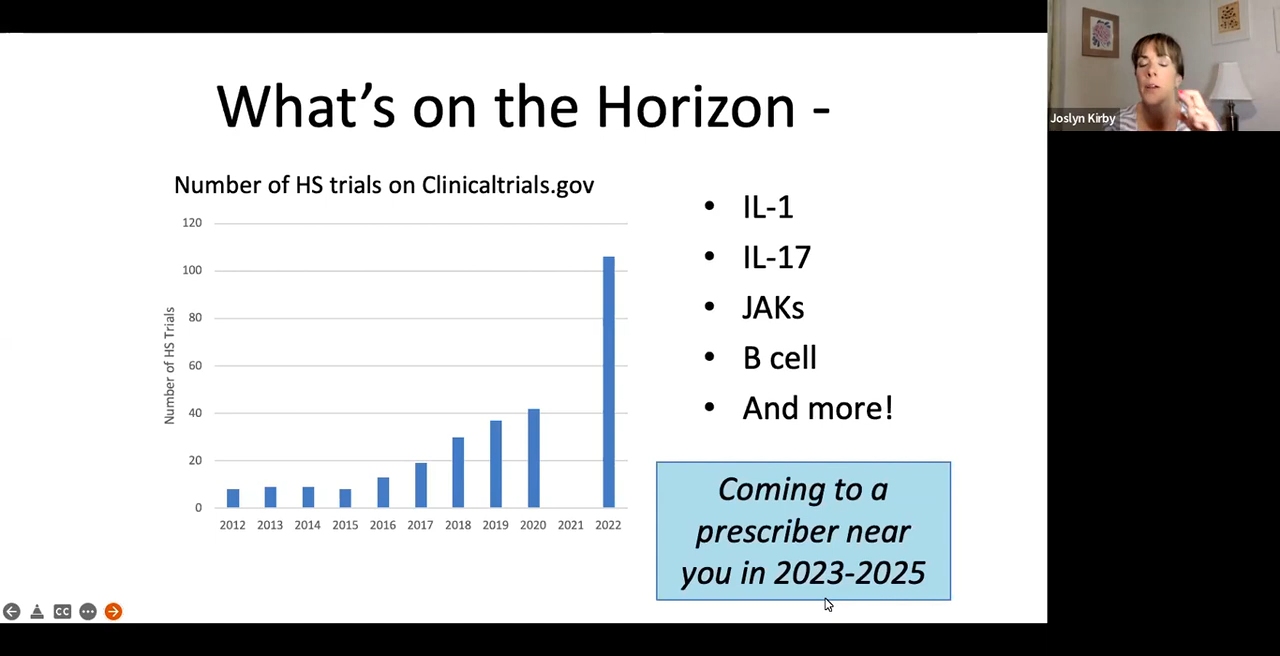 What's on the Horizon -
Joslyn Kirby
Number of HS trials on Clinicaltrials.gov
Number of HS Trials
120
100
80
60
40
20
0
2012 2013 2014 2015 2016 2017 2018 2019 2020 2021 2022
• IL-1
• IL-17
• JAKs
• B cell
• And more!
Coming to a
prescriber near
you in 2023-2025
CC